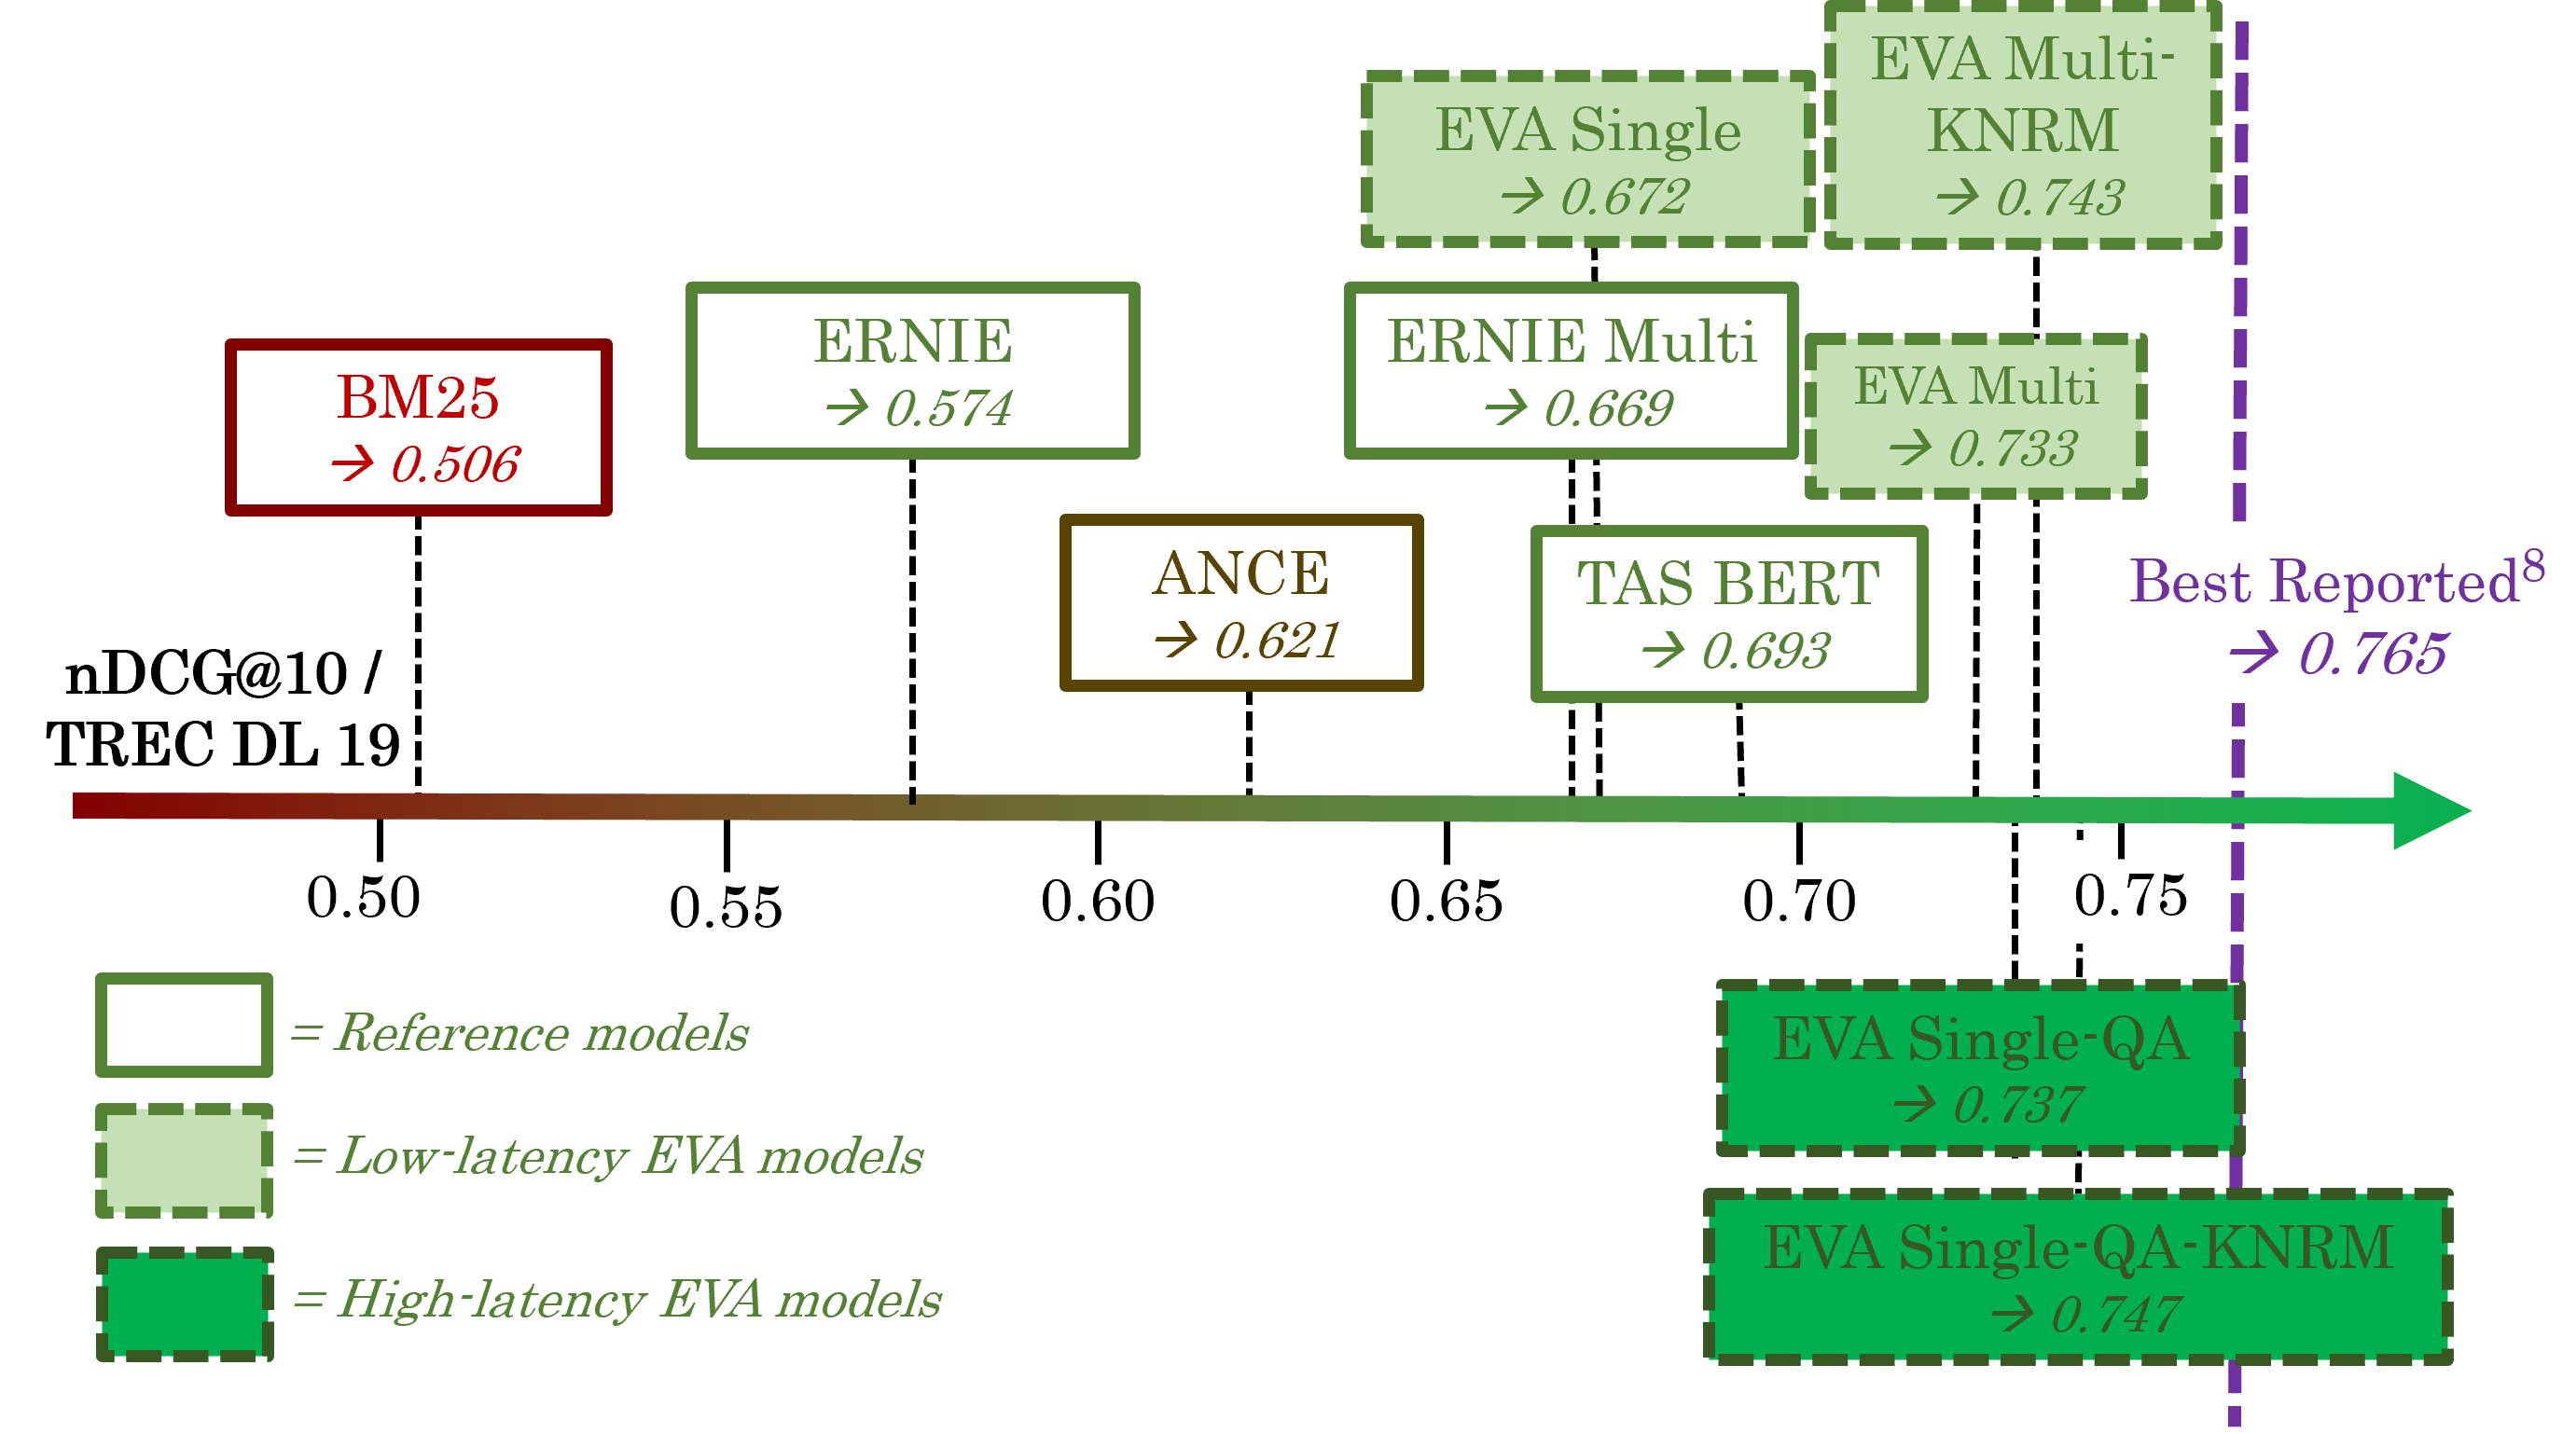 EVA Multi-
KNRM
→ 0.743
EVA Single
→ 0.672
ERNIE
→ 0.574
ERNIE Multi
→ 0.669
EVA Multi
→ 0.733
BM25
→ 0.506
ANCE
→ 0.621
TAS BERT
→ 0.693
Best Reported⁸
→ 0.765
nDCG@10 /
TREC DL 19
0.50
0.55
0.60
0.65
0.70
0.75
= Reference models
= Low-latency EVA models
= High-latency EVA models
EVA Single-QA
→ 0.737
EVA Single-QA-KNRM
→ 0.747